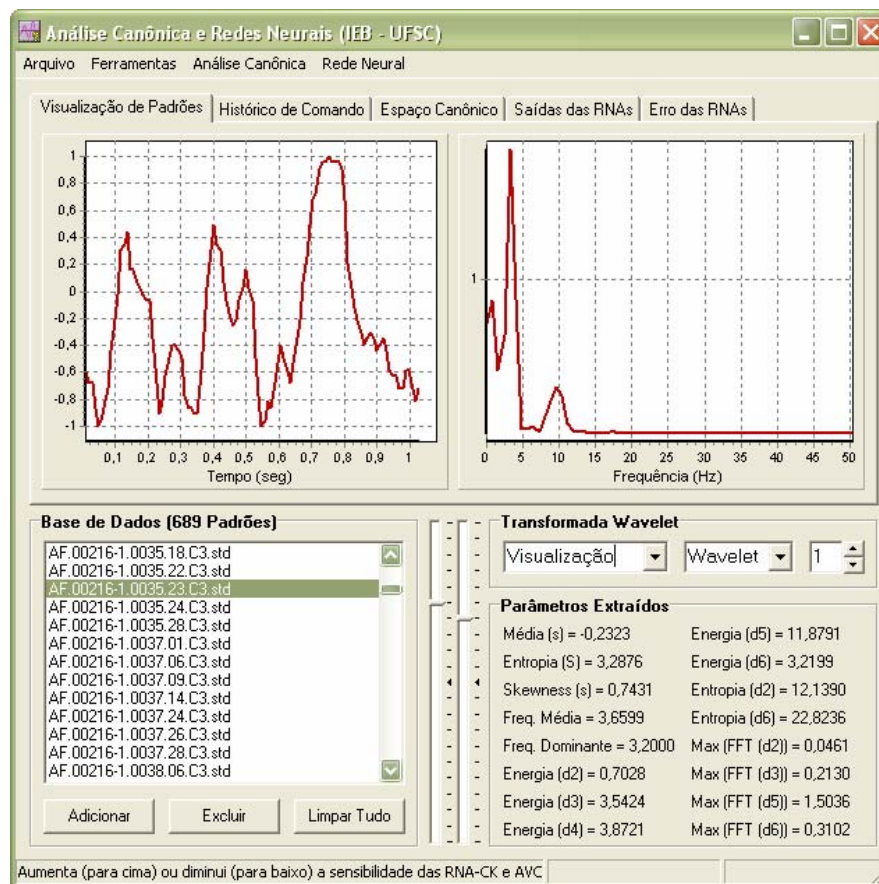 Análise Canônica e Redes Neurais (IEB - UFSC)
Arquivo Ferramentas Análise Canônica Rede Neural
Visualização de Padrões Histórico de Comando Espaço Canônico Saídas das RNAs Erro das RNAs
1
0,8
0,6
0,4
0,2
0
-0,2
-0,4
-0,6
-0,8
-1
0,1 0,2 0,3 0,4 0,5 0,6 0,7 0,8 0,9 1
Tempo (seg)
1
0 5 10 15 20 25 30 35 40 45 50
Frequência (Hz)
Base de Dados (689 Padrões)
AF.00216-1.0035.18.C3.std
AF.00216-1.0035.22.C3.std
AF.00216-1.0035.23.C3.std
AF.00216-1.0035.24.C3.std
AF.00216-1.0035.28.C3.std
AF.00216-1.0037.01.C3.std
AF.00216-1.0037.06.C3.std
AF.00216-1.0037.09.C3.std
AF.00216-1.0037.14.C3.std
AF.00216-1.0037.24.C3.std
AF.00216-1.0037.26.C3.std
AF.00216-1.0037.28.C3.std
AF.00216-1.0038.06.C3.std
Adicionar Excluir Limpar Tudo
Transformada Wavelet
Visualização Wavelet 1
Parâmetros Extraídos
Média (s) = -0,2323 Energia (d5) = 11,8791
Entropia (S) = 3,2876 Energia (d6) = 3,2199
Skewness (s) = 0,7431 Entropia (d2) = 12,1390
Freq. Média = 3,6599 Entropia (d6) = 22,8236
Freq. Dominante = 3,2000 Max (FFT (d2)) = 0,0461
Energia (d2) = 0,7028 Max (FFT (d3)) = 0,2130
Energia (d3) = 3,5424 Max (FFT (d5)) = 1,5036
Energia (d4) = 3,8721 Max (FFT (d6)) = 0,3102
Aumenta (para cima) ou diminui (para baixo) a sensibilidade das RNA-CK e AVC